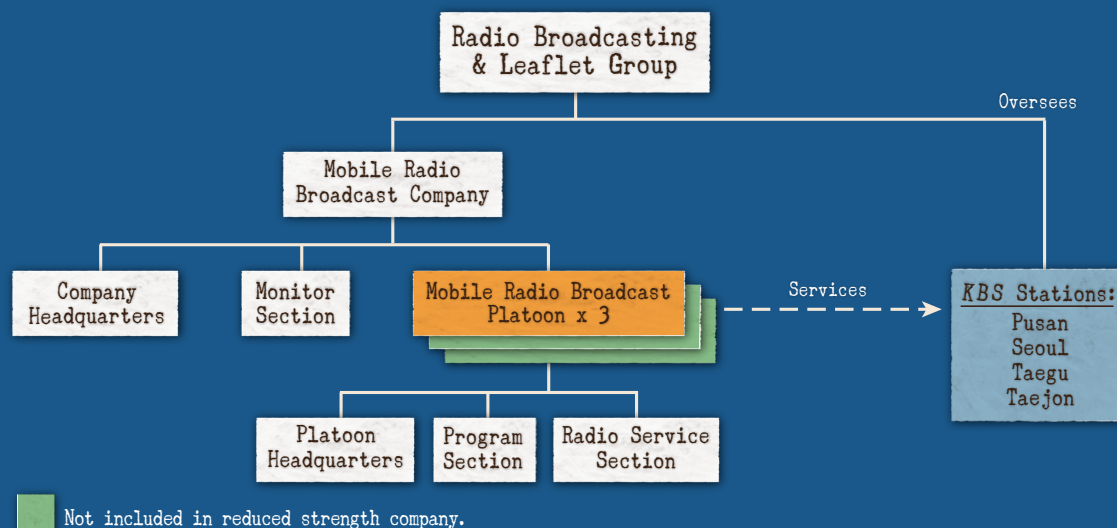 Radio Broadcasting
& Leaflet Group
Oversees
Mobile Radio
Broadcast Company
Company
Headquarters
Monitor
Section
Mobile Radio Broadcast
Platoon x 3
Services
KBS Stations:
Pusan
Seoul
Taegu
Taejon
Platoon
Headquarters
Program
Section
Radio Service
Section
Not included in reduced strength company.